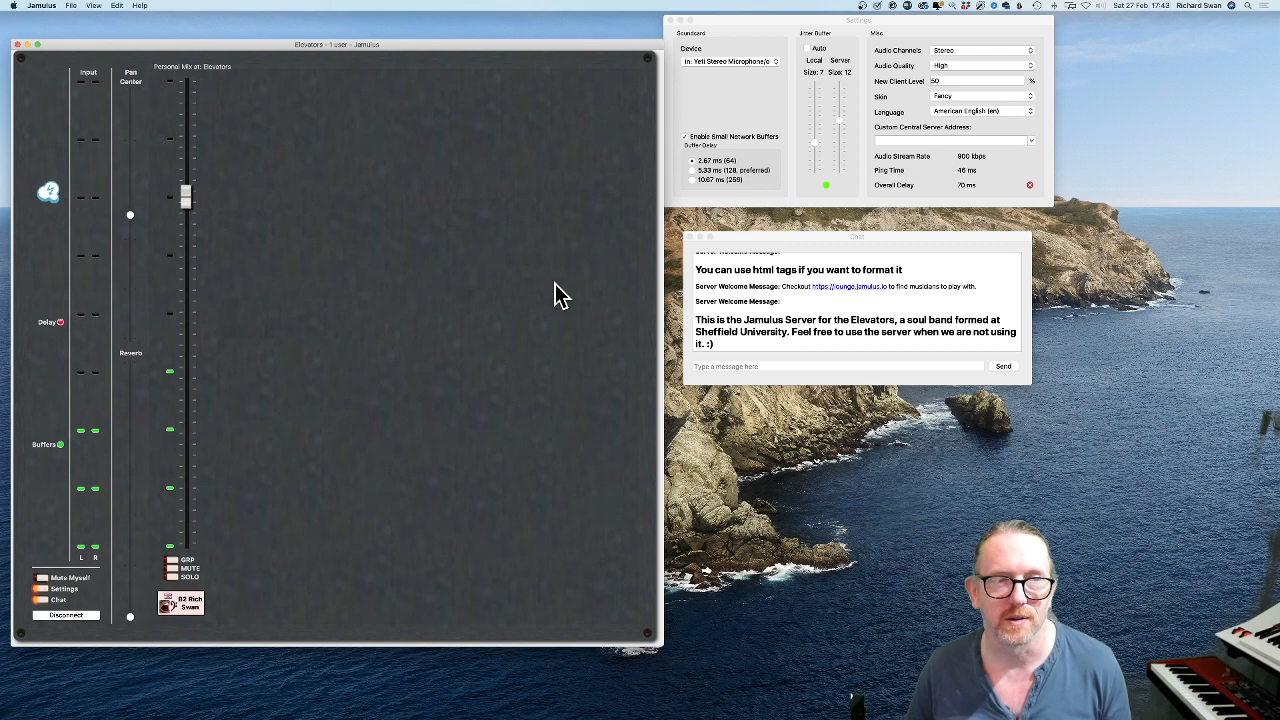 Jamulus File View Edit Help
Sat 27 Feb 17:43 Richard Swan
Elevators - 1 user - Jamulus
Input
Pan
Center
Personal Mix at: Elevators
Delay
Reverb
Buffers
L R
Mute Myself
Settings
Chat
Disconnect
GRP
MUTE
SOLO
B2 Rich
Swan
Settings
Soundcard
Device
in: Yeti Stereo Microphone/o
Enable Small Network Buffers
Buffer Delay
2.67 ms (64)
5.33 ms (128, preferred)
10.67 ms (256)
Jitter Buffer
Auto
Local Server
Size: 7 Size: 12
Misc
Audio Channels Stereo
Audio Quality High
New Client Level 50 %
Skin Fancy
Language American English (en)
Custom Central Server Address:
Audio Stream Rate 900 kbps
Ping Time 46 ms
Overall Delay 70 ms
Chat
Server Welcome Message:
You can use html tags if you want to format it
Server Welcome Message: Checkout https://lounge.jamulus.io to find musicians to play with.
Server Welcome Message:
This is the Jamulus Server for the Elevators, a soul band formed at
Sheffield University. Feel free to use the server when we are not using
it. :)
Type a message here
Send